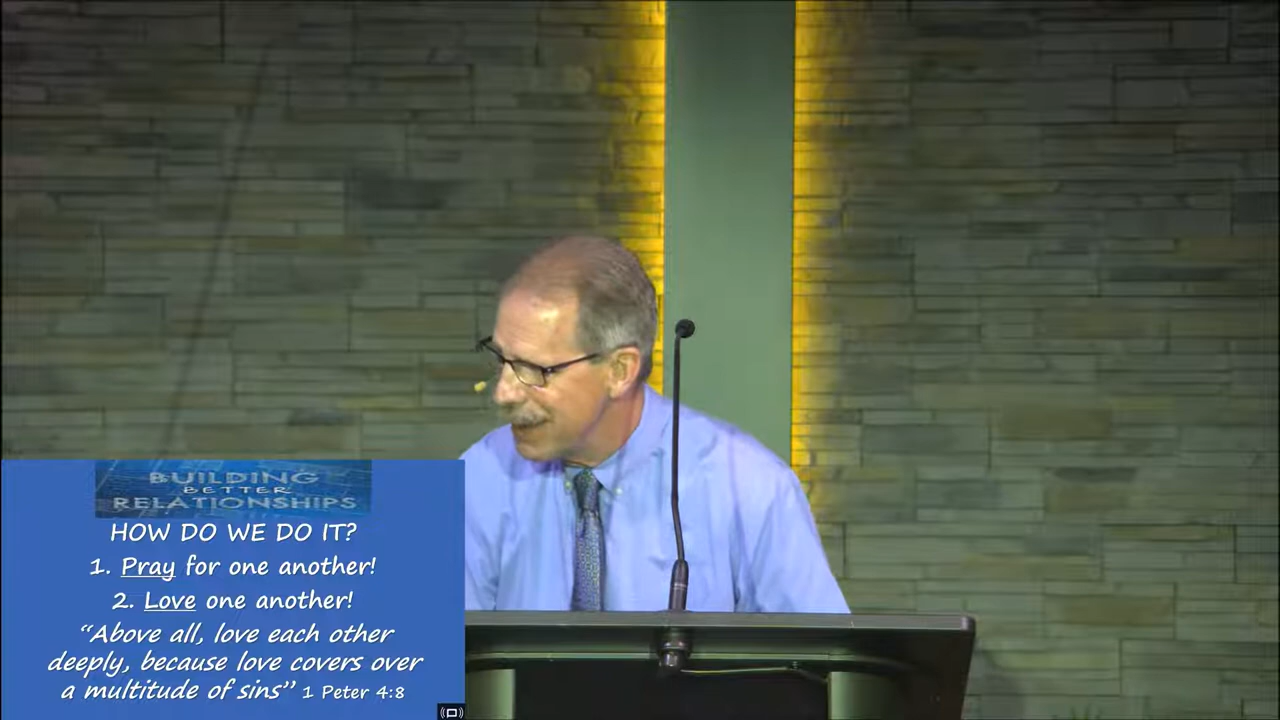 BUILDING
BETTER
RELATIONSHIPS
HOW DO WE DO IT?
1. Pray for one another!
2. Love one another!
“Above all, love each other
deeply, because love covers over
a multitude of sins” 1 Peter 4:8